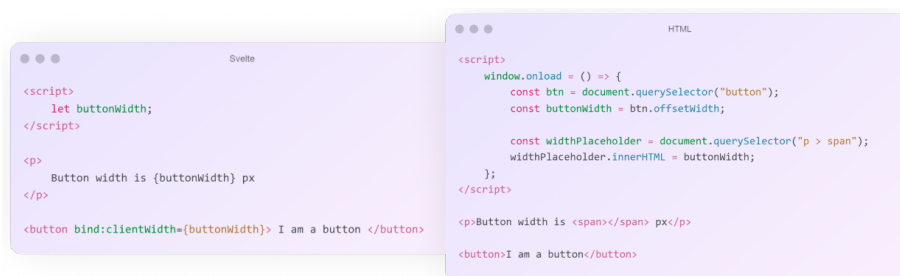 Svelte
<script>
let buttonWidth;
</script>
<p>
Button width is {buttonWidth} px
</p>
<button bind:clientWidth={buttonWidth}> I am a button </button>
HTML
<script>
window.onload = () => {
const btn = document.querySelector("button");
const buttonWidth = btn.offsetWidth;
const widthPlaceholder = document.querySelector("p > span");
widthPlaceholder.innerHTML = buttonWidth;
};
</script>
<p>Button width is <span></span> px</p>
<button>I am a button</button>